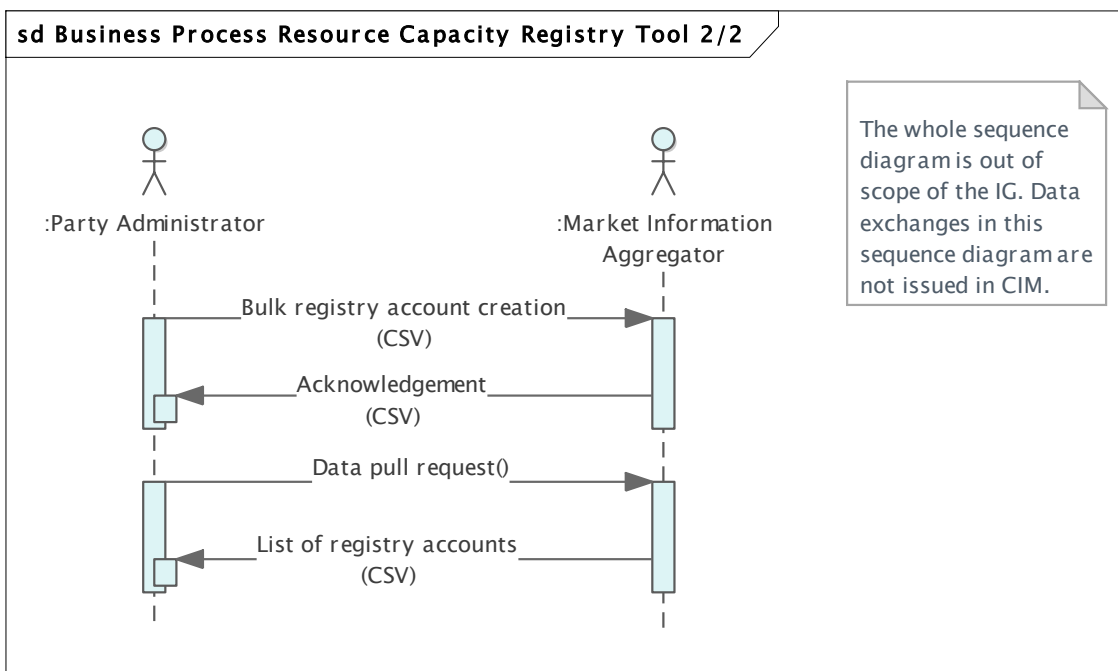 sd Business Process Resource Capacity Registry Tool 2/2
The whole sequence
diagram is out of
scope of the IG. Data
exchanges in this
sequence diagram are
not issued in CIM.
:Party Administrator
:Market Information
Aggregator
Bulk registry account creation
(CSV)
Acknowledgement
(CSV)
Data pull request()
List of registry accounts
(CSV)